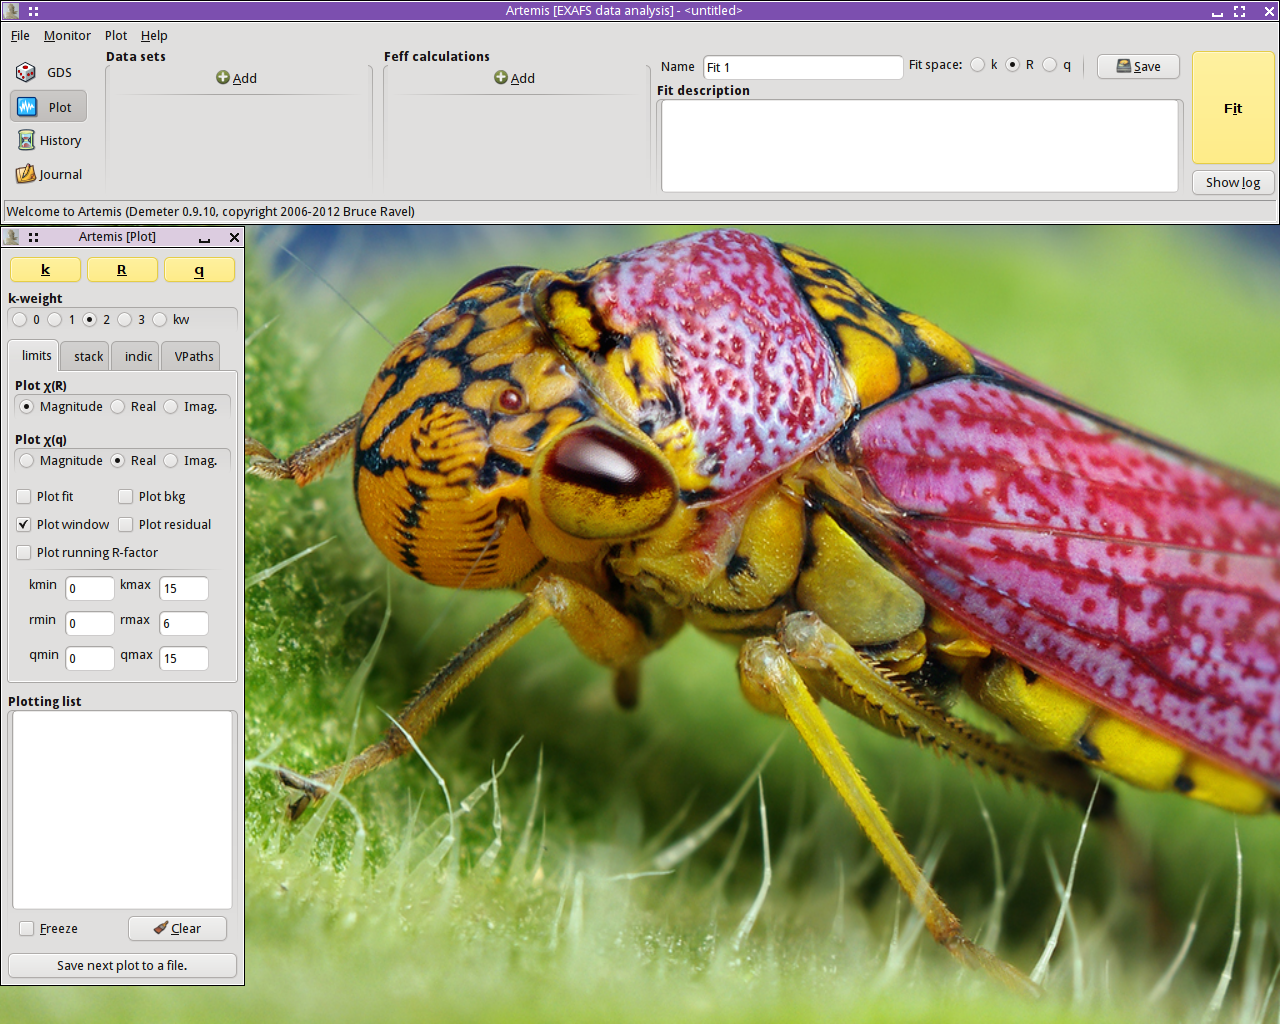 Artemis [EXAFS data analysis] - <untitled>
File Monitor Plot Help
GDS
Plot
History
Journal
Data sets
Add
Feff calculations
Add
Name Fit 1 Fit space: k R q Save
Fit description
Fit
Show log
Welcome to Artemis (Demeter 0.9.10, copyright 2006-2012 Bruce Ravel)
Artemis [Plot]
k R q
k-weight
0 1 2 3 kw
limits stack indic VPaths
Plot χ(R)
Magnitude Real Imag.
Plot χ(q)
Magnitude Real Imag.
Plot fit Plot bkg
Plot window Plot residual
Plot running R-factor
kmin 0 kmax 15
rmin 0 rmax 6
qmin 0 qmax 15
Plotting list
Freeze Clear
Save next plot to a file.